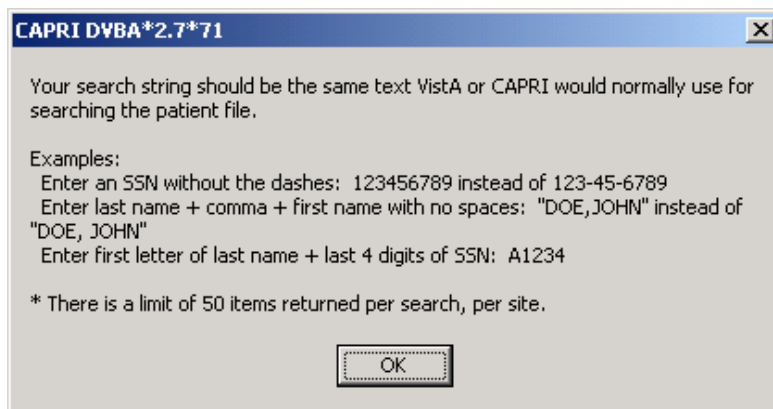 CAPRI DVBA*2.7*71
Your search string should be the same text VistA or CAPRI would normally use for
searching the patient file.
Examples:
Enter an SSN without the dashes: 123456789 instead of 123-45-6789
Enter last name + comma + first name with no spaces: "DOE,JOHN" instead of
"DOE, JOHN"
Enter first letter of last name + last 4 digits of SSN: A1234
* There is a limit of 50 items returned per search, per site.
OK